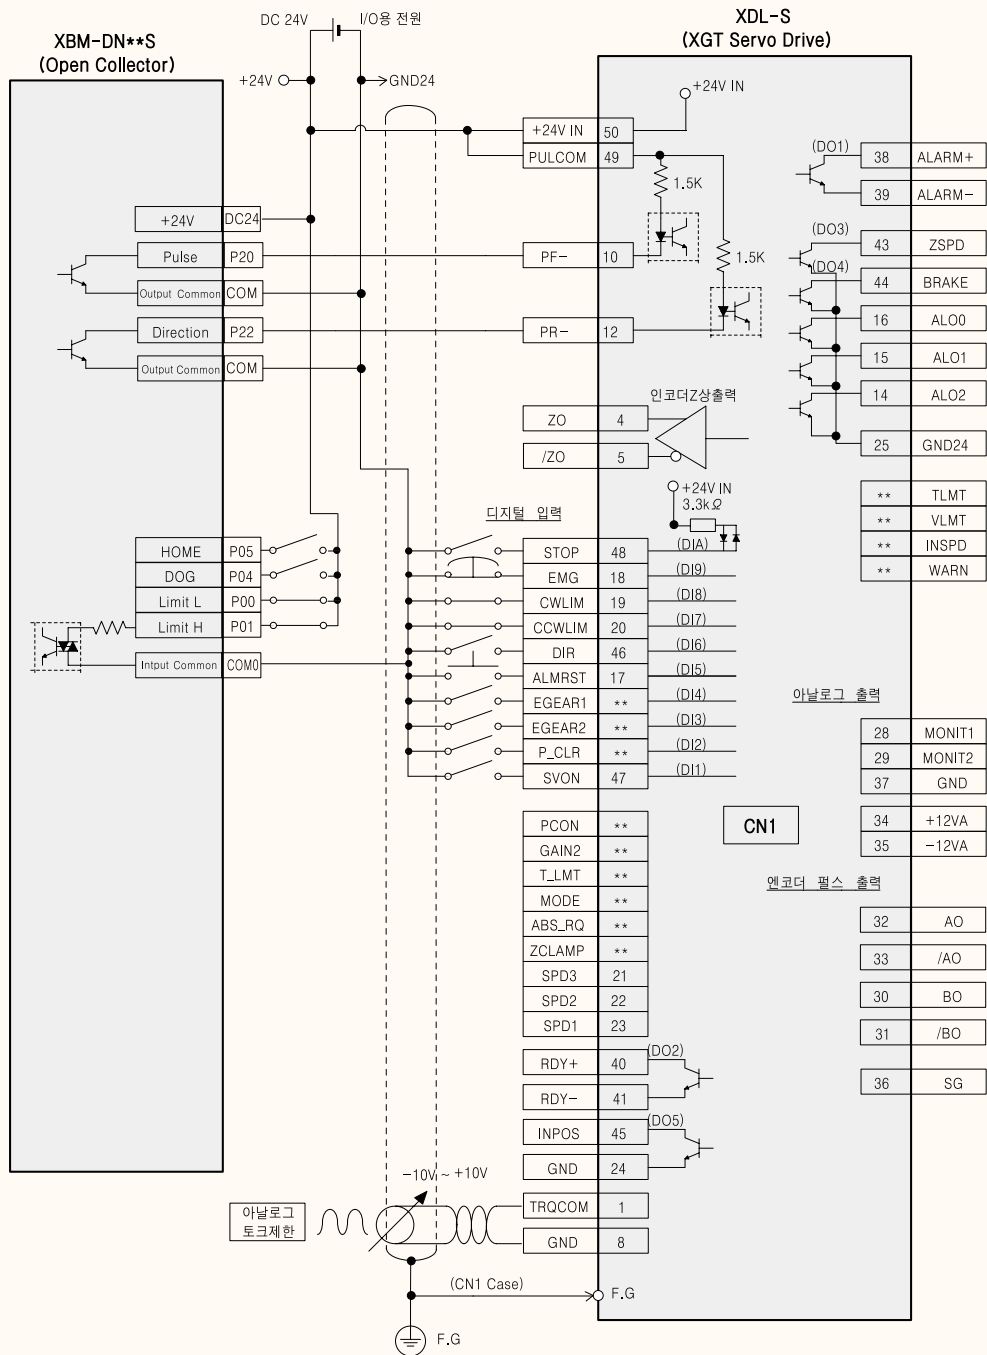 DC 24V
I/O용 전원
XDL-S
(XGT Servo Drive)
XBM-DN**S
(Open Collector)
+24V
GND24
+24V IN
+24V IN 50
PULCOM 49
1.5K
1.5K
(DO1)
38 ALARM+
39 ALARM-
+24V DC24
Pulse P20
Output Common COM
Direction P22
Output Common COM
PF- 10
PR- 12
(DO3)
43 ZSPD
(DO4)
44 BRAKE
16 ALO0
15 ALO1
14 ALO2
25 GND24
인코더Z상출력
ZO 4
/ZO 5
+24V IN
3.3kΩ
** TLMT
** VLMT
** INSPD
** WARN
디지털 입력
HOME P05
DOG P04
Limit L P00
Limit H P01
Intput Common COM0
STOP 48 (DIA)
EMG 18 (DI9)
CWLIM 19 (DI8)
CCWLIM 20 (DI7)
DIR 46 (DI6)
ALMRST 17 (DI5)
EGEAR1 ** (DI4)
EGEAR2 ** (DI3)
P_CLR ** (DI2)
SVON 47 (DI1)
아날로그 출력
28 MONIT1
29 MONIT2
37 GND
34 +12VA
35 -12VA
CN1
PCON **
GAIN2 **
T_LMT **
MODE **
ABS_RQ **
ZCLAMP **
SPD3 21
SPD2 22
SPD1 23
엔코더 펄스 출력
32 AO
33 /AO
30 BO
31 /BO
36 SG
RDY+ 40 (DO2)
RDY- 41
INPOS 45 (DO5)
GND 24
-10V ~ +10V
아날로그
토크제한
TRQCOM 1
GND 8
(CN1 Case)
F.G
F.G